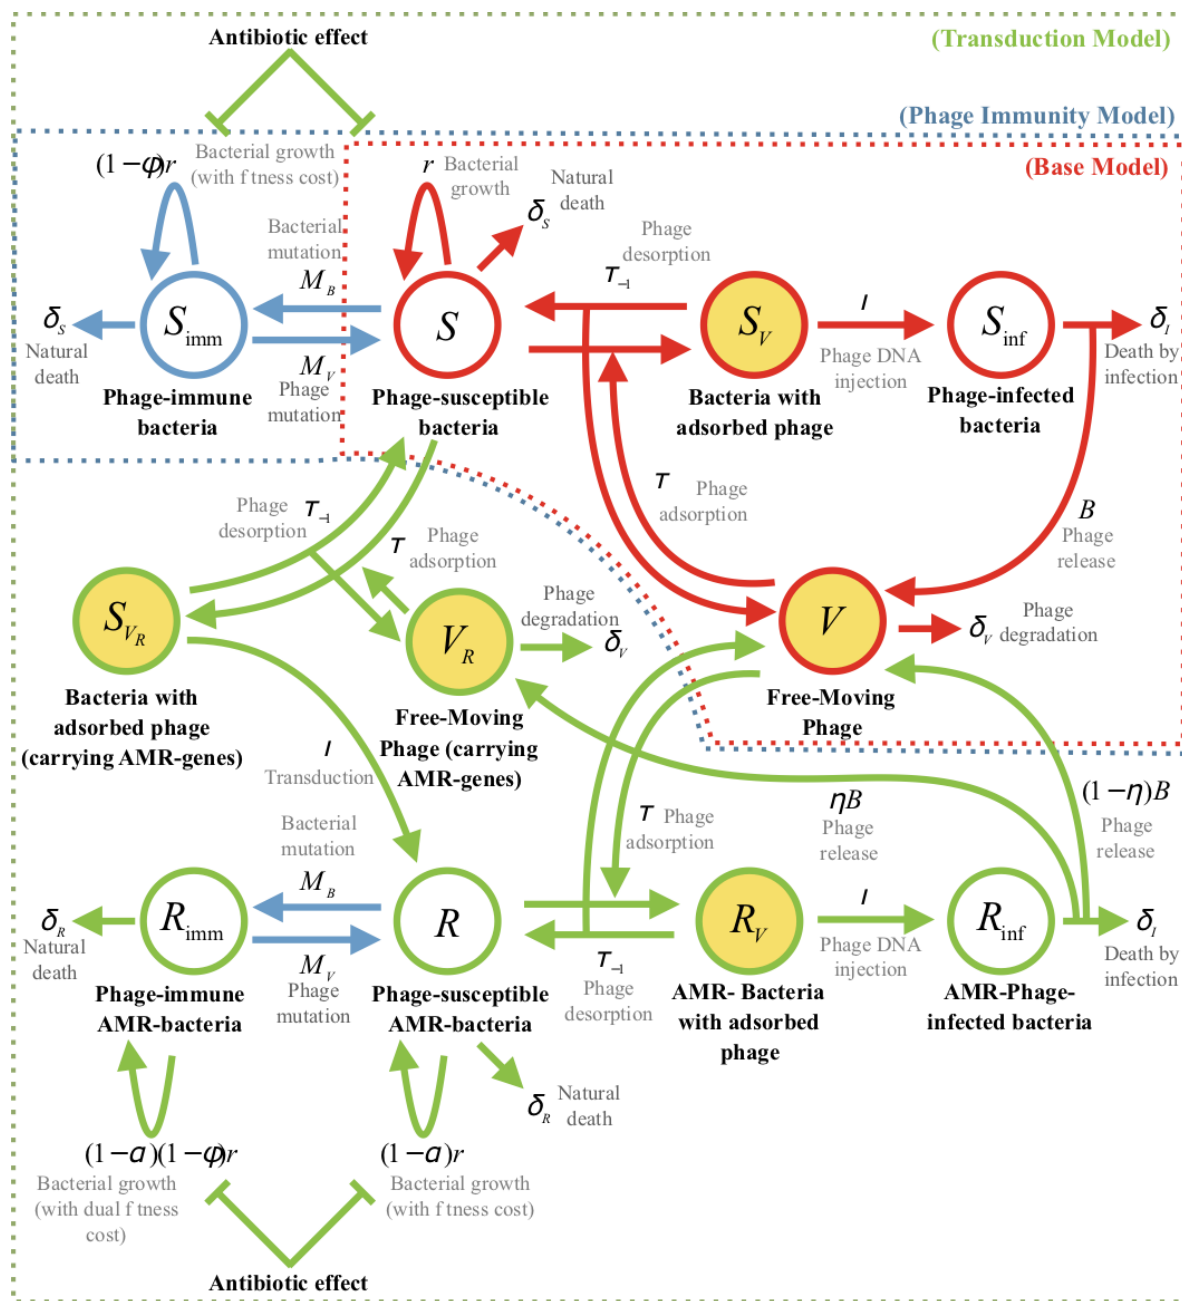 Antibiotic effect
(Transduction Model)
(Phage Immunity Model)
(Base Model)
(1−φ)r
Bacterial growth
(with f tness cost)
r
Bacterial
growth
Natural
death
δS
Bacterial
mutation
MB
Phage
desorption
τ−1
δS
Natural
death
Simm
S
SV
ι
Phage DNA
injection
Sinf
δI
Death by
infection
MV
Phage
mutation
Phage-immune
bacteria
Phage-susceptible
bacteria
Bacteria with
adsorbed phage
Phage-infected
bacteria
Phage
desorption
τ−1
τ
Phage
adsorption
τ
Phage
adsorption
B
Phage
release
SVR
VR
Phage
degradation
δV
V
δV
Phage
degradation
Bacteria with
adsorbed phage
(carrying AMR-genes)
Free-Moving
Phage (carrying
AMR-genes)
Free-Moving
Phage
ι
Transduction
ηB
Phage
release
(1−η)B
Phage
release
τ
Phage
adsorption
Bacterial
mutation
MB
δR
Natural
death
Rimm
R
RV
ι
Phage DNA
injection
Rinf
δI
Death by
infection
MV
Phage
mutation
τ−1
Phage
desorption
Phage-immune
AMR-bacteria
Phage-susceptible
AMR-bacteria
AMR- Bacteria
with adsorbed
phage
AMR-Phage-
infected bacteria
δR
Natural
death
(1−α)(1−φ)r
Bacterial growth
(with dual f tness
cost)
(1−α)r
Bacterial growth
(with f tness cost)
Antibiotic effect